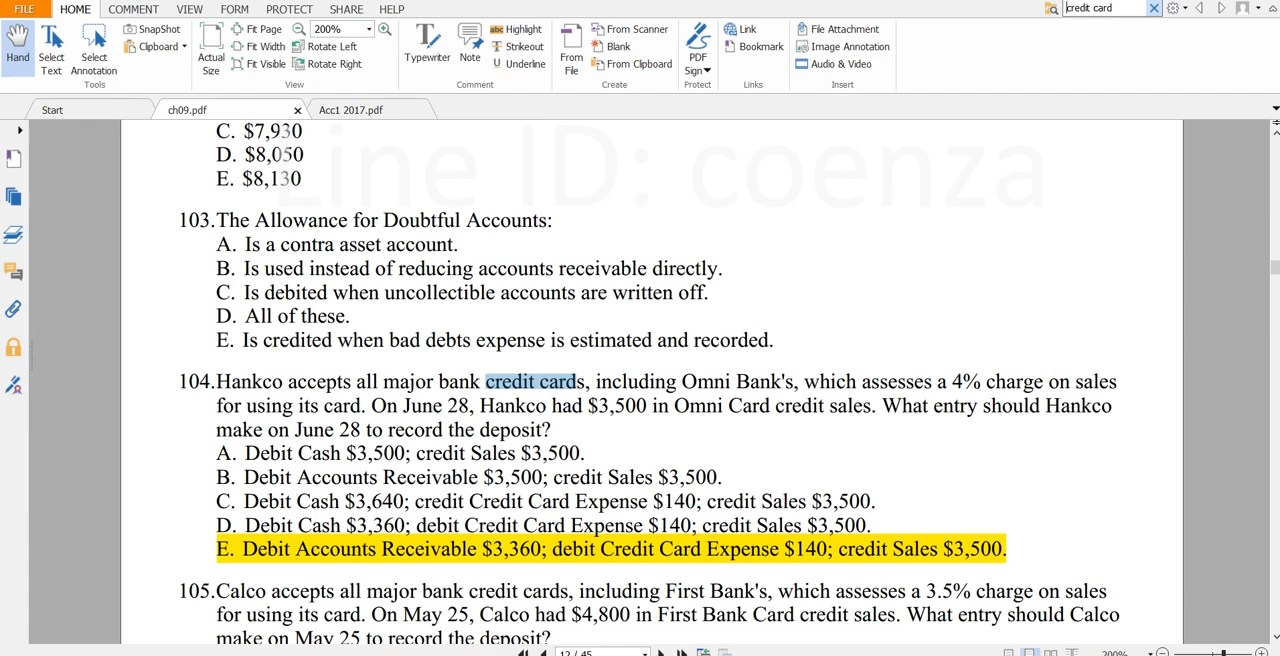 FILE HOME COMMENT VIEW FORM PROTECT SHARE HELP credit card
SnapShot Fit Page 200% From Scanner Link File Attachment
Clipboard Fit Width Rotate Left Highlight Blank Bookmark Image Annotation
Hand Select Text Select Annotation Actual Size Fit Visible Rotate Right Typewriter Note Strikeout Underline From File From Clipboard PDF Sign Audio & Video
Tools View Comment Create Protect Links Insert
Start ch09.pdf Acc1 2017.pdf
Line ID: coenza
C. $7,930
D. $8,050
E. $8,130
103.The Allowance for Doubtful Accounts:
A. Is a contra asset account.
B. Is used instead of reducing accounts receivable directly.
C. Is debited when uncollectible accounts are written off.
D. All of these.
E. Is credited when bad debts expense is estimated and recorded.
104.Hankco accepts all major bank credit cards, including Omni Bank's, which assesses a 4% charge on sales
for using its card. On June 28, Hankco had $3,500 in Omni Card credit sales. What entry should Hankco
make on June 28 to record the deposit?
A. Debit Cash $3,500; credit Sales $3,500.
B. Debit Accounts Receivable $3,500; credit Sales $3,500.
C. Debit Cash $3,640; credit Credit Card Expense $140; credit Sales $3,500.
D. Debit Cash $3,360; debit Credit Card Expense $140; credit Sales $3,500.
E. Debit Accounts Receivable $3,360; debit Credit Card Expense $140; credit Sales $3,500.
105.Calco accepts all major bank credit cards, including First Bank's, which assesses a 3.5% charge on sales
for using its card. On May 25, Calco had $4,800 in First Bank Card credit sales. What entry should Calco
make on May 25 to record the deposit?
12 / 45 200%